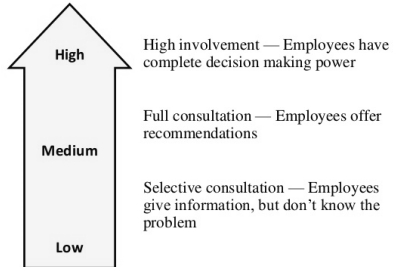 High
High involvement — Employees have
complete decision making power
Full consultation — Employees offer
recommendations
Medium
Selective consultation — Employees
give information, but don't know the
problem
Low